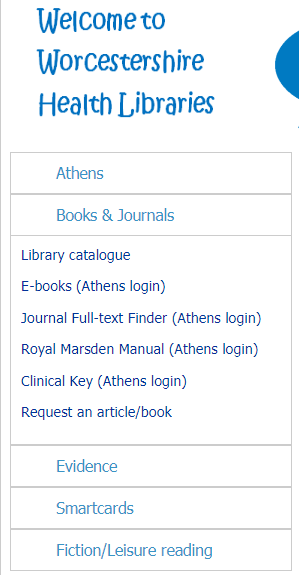 Welcome to
Worcestershire
Health Libraries
Athens
Books & Journals
Library catalogue
E-books (Athens login)
Journal Full-text Finder (Athens login)
Royal Marsden Manual (Athens login)
Clinical Key (Athens login)
Request an article/book
Evidence
Smartcards
Fiction/Leisure reading